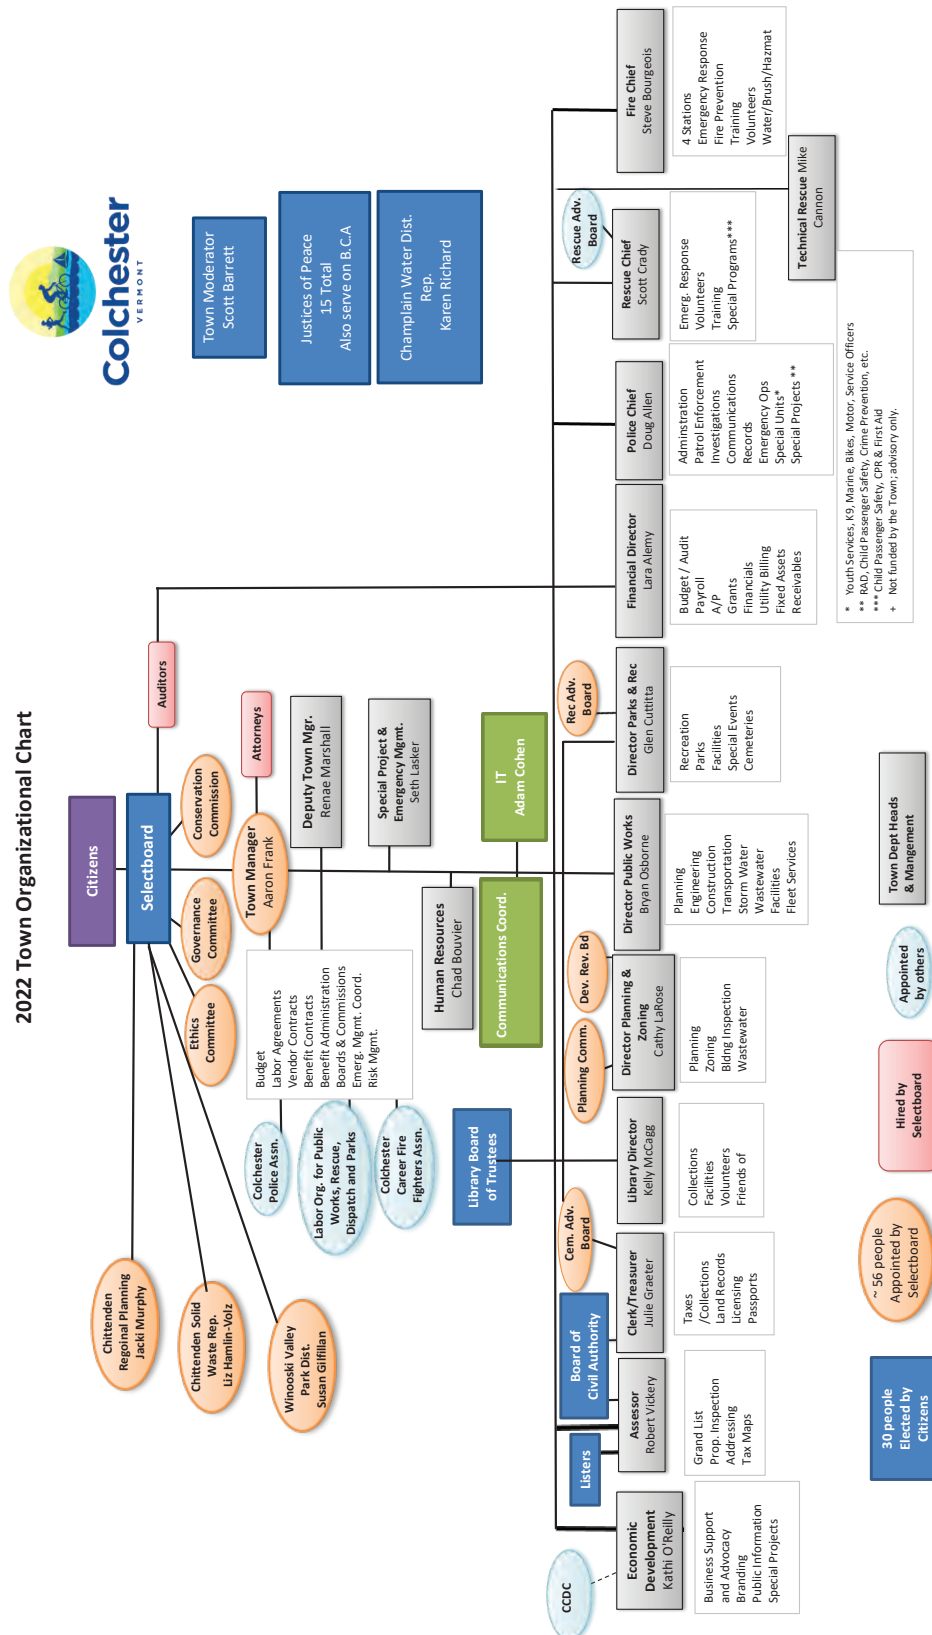 2022 Town Organizational Chart
Colchester
VERMONT
Citizens
Selectboard
Auditors
Town Moderator
Scott Barrett
Justices of Peace
15 Total
Also serve on B.C.A
Champlain Water Dist.
Rep.
Karen Richard
Chittenden
Regoinal Planning
Jacki Murphy
Chittenden Solid
Waste Rep.
Liz Hamlin-Volz
Winooski Valley
Park Dist.
Susan Gilfillan
Ethics
Committee
Governance
Committee
Conservation
Commission
Town Manager
Aaron Frank
Attorneys
Budget
Labor Agreements
Vendor Contracts
Benefit Contracts
Benefit Administration
Boards & Commissions
Emerg. Mgmt. Coord.
Risk Mgmt.
Colchester
Police Assn.
Labor Org. for Public
Works, Rescue,
Dispatch and Parks
Colchester
Career Fire
Fighters Assn.
Deputy Town Mgr.
Renae Marshall
Special Project &
Emergency Mgmt.
Seth Lasker
Human Resources
Chad Bouvier
Communications Coord.
IT
Adam Cohen
Library Board
of Trustees
CCDC
Listers
Board of
Civil Authority
Cem. Adv.
Board
Planning Comm.
Dev. Rev. Bd
Rec Adv.
Board
Rescue Adv.
Board
Economic
Development
Kathi O'Reilly
Business Support
and Advocacy
Branding
Public Information
Special Projects
Assessor
Robert Vickery
Grand List
Prop. Inspection
Addressing
Tax Maps
Clerk/Treasurer
Julie Graeter
Taxes
/Collections
Land Records
Licensing
Passports
Library Director
Kelly McCagg
Collections
Facilities
Volunteers
Friends of
Director Planning &
Zoning
Cathy LaRose
Planning
Zoning
Bldng Inspection
Wastewater
Director Public Works
Bryan Osborne
Planning
Engineering
Construction
Transportation
Storm Water
Wastewater
Facilities
Fleet Services
Director Parks & Rec
Glen Cuttitta
Recreation
Parks
Facilities
Special Events
Cemeteries
Financial Director
Lara Alemy
Budget / Audit
Payroll
A/P
Grants
Financials
Utility Billing
Fixed Assets
Receivables
Police Chief
Doug Allen
Adminstration
Patrol Enforcement
Investigations
Communications
Records
Emergency Ops
Special Units*
Special Projects **
Rescue Chief
Scott Crady
Emerg. Response
Volunteers
Training
Special Programs***
Fire Chief
Steve Bourgeois
4 Stations
Emergency Response
Fire Prevention
Training
Volunteers
Water/Brush/Hazmat
Technical Rescue Mike
Cannon
* Youth Services, K9, Marine, Bikes, Motor, Service Officers
** RAD, Child Passenger Safety, Crime Prevention, etc.
*** Child Passenger Safety, CPR & First Aid
+ Not funded by the Town; advisory only.
30 people
Elected by
Citizens
~ 56 people
Appointed by
Selectboard
Hired by
Selectboard
Appointed
by others
Town Dept Heads
& Mangement